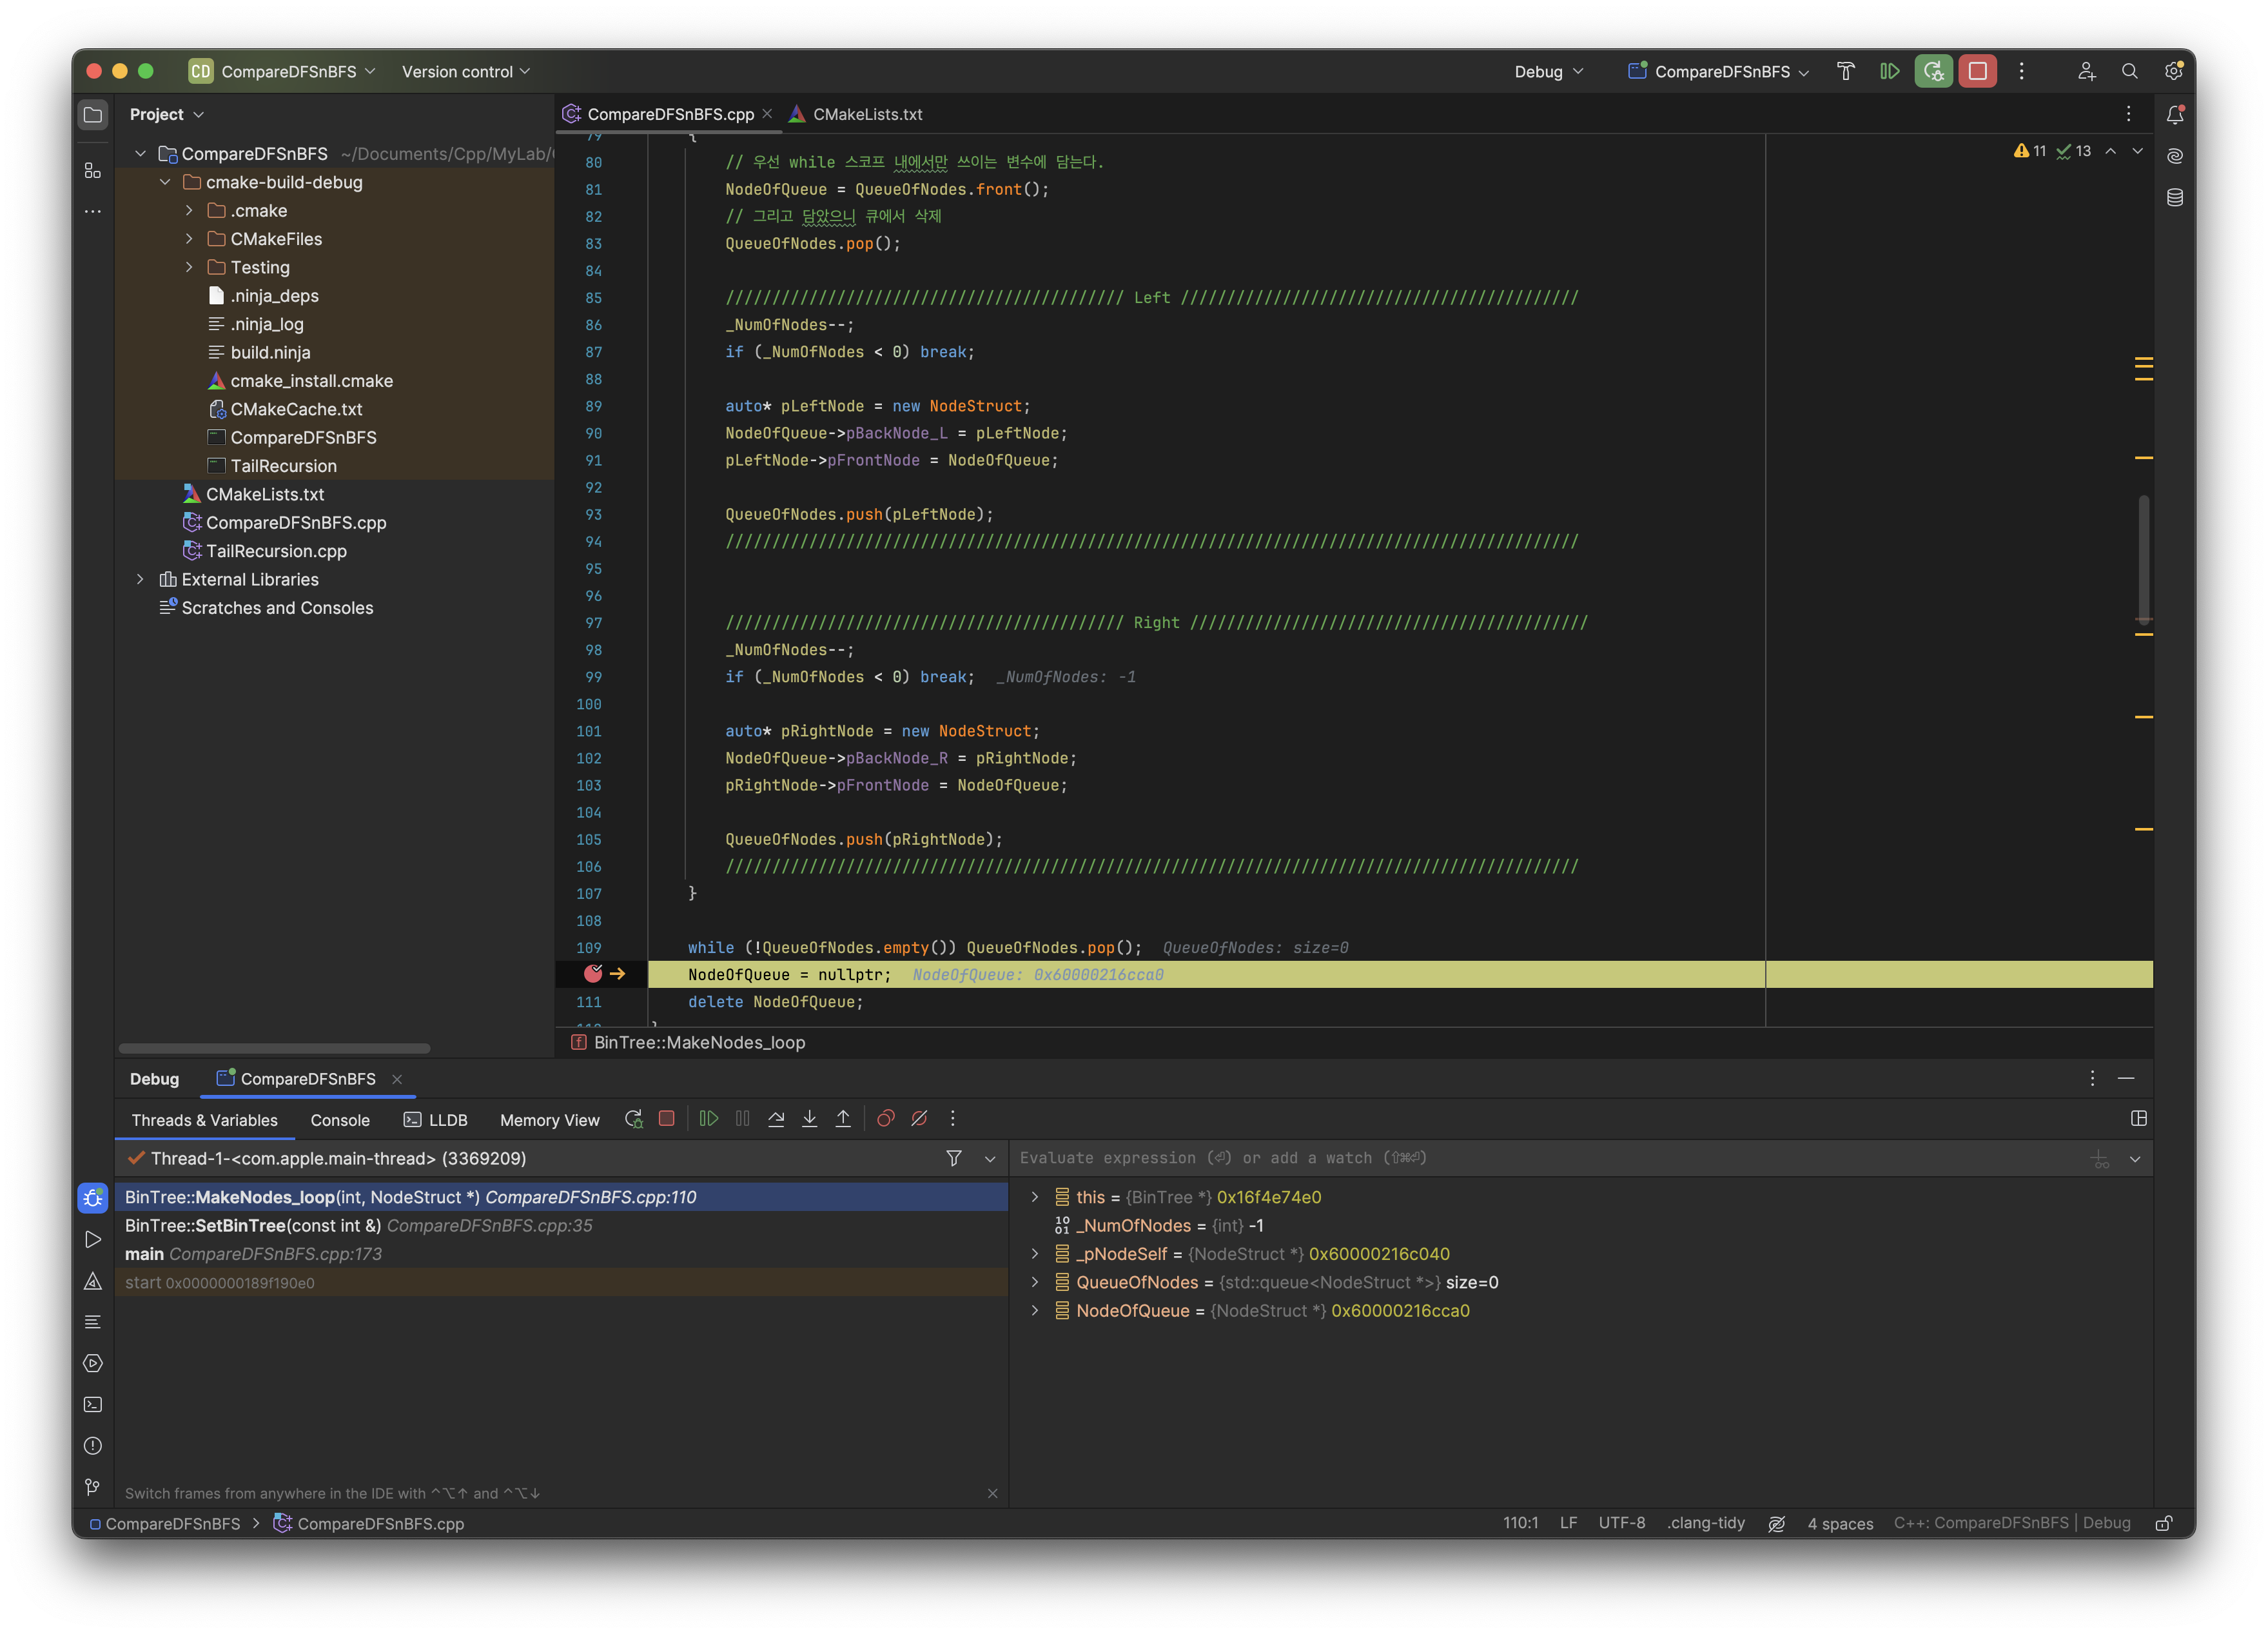 CD CompareDFSnBFS Version control Debug CompareDFSnBFS
Project
CompareDFSnBFS ~/Documents/Cpp/MyLab/
cmake-build-debug
.cmake
CMakeFiles
Testing
.ninja_deps
.ninja_log
build.ninja
cmake_install.cmake
CMakeCache.txt
CompareDFSnBFS
TailRecursion
CMakeLists.txt
CompareDFSnBFS.cpp
TailRecursion.cpp
External Libraries
Scratches and Consoles
CompareDFSnBFS.cpp CMakeLists.txt
11 13
79 {
80 // 우선 while 스코프 내에서만 쓰이는 변수에 담는다.
81 NodeOfQueue = QueueOfNodes.front();
82 // 그리고 담았으니 큐에서 삭제
83 QueueOfNodes.pop();
84
85 /////////////////////////////////////////// Left ///////////////////////////////////////////
86 _NumOfNodes--;
87 if (_NumOfNodes < 0) break;
88
89 auto* pLeftNode = new NodeStruct;
90 NodeOfQueue->pBackNode_L = pLeftNode;
91 pLeftNode->pFrontNode = NodeOfQueue;
92
93 QueueOfNodes.push(pLeftNode);
94 ////////////////////////////////////////////////////////////////////////////////////////////
95
96
97 /////////////////////////////////////////// Right ///////////////////////////////////////////
98 _NumOfNodes--;
99 if (_NumOfNodes < 0) break; _NumOfNodes: -1
100
101 auto* pRightNode = new NodeStruct;
102 NodeOfQueue->pBackNode_R = pRightNode;
103 pRightNode->pFrontNode = NodeOfQueue;
104
105 QueueOfNodes.push(pRightNode);
106 ////////////////////////////////////////////////////////////////////////////////////////////
107 }
108
109 while (!QueueOfNodes.empty()) QueueOfNodes.pop(); QueueOfNodes: size=0
NodeOfQueue = nullptr; NodeOfQueue: 0x60000216cca0
111 delete NodeOfQueue;
f BinTree::MakeNodes_loop
Debug CompareDFSnBFS
Threads & Variables Console LLDB Memory View
Thread-1-<com.apple.main-thread> (3369209)
BinTree::MakeNodes_loop(int, NodeStruct *) CompareDFSnBFS.cpp:110
BinTree::SetBinTree(const int &) CompareDFSnBFS.cpp:35
main CompareDFSnBFS.cpp:173
start 0x0000000189f190e0
Switch frames from anywhere in the IDE with ⌃⌥↑ and ⌃⌥↓
Evaluate expression (⏎) or add a watch (⇧⌘⏎)
this = {BinTree *} 0x16f4e74e0
_NumOfNodes = {int} -1
_pNodeSelf = {NodeStruct *} 0x60000216c040
QueueOfNodes = {std::queue<NodeStruct *>} size=0
NodeOfQueue = {NodeStruct *} 0x60000216cca0
CompareDFSnBFS > CompareDFSnBFS.cpp 110:1 LF UTF-8 .clang-tidy 4 spaces C++: CompareDFSnBFS | Debug